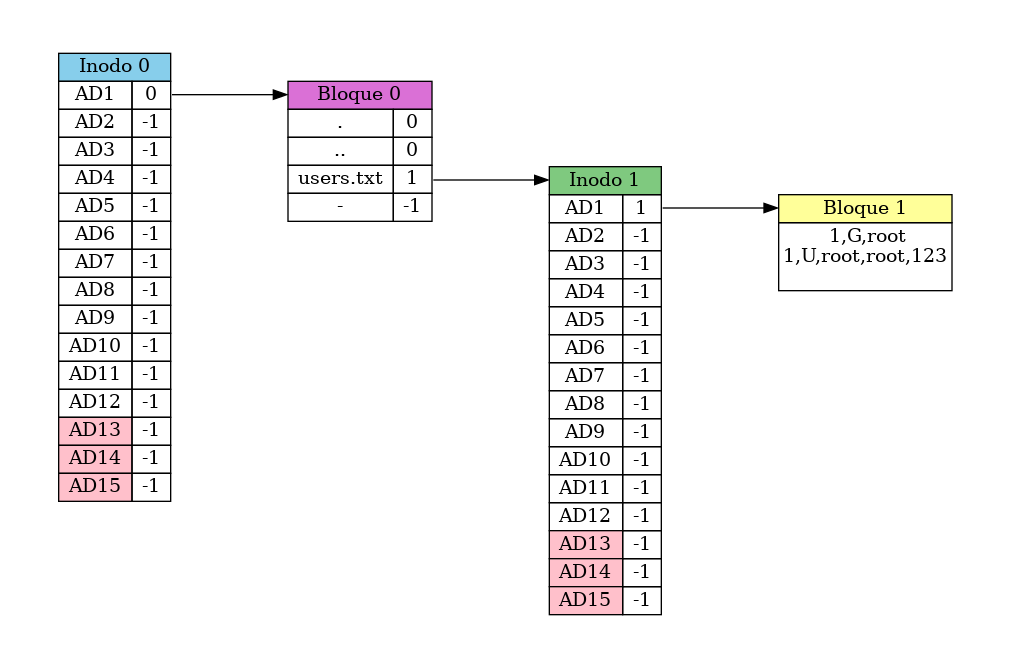 Inodo 0
AD1 0
AD2 -1
AD3 -1
AD4 -1
AD5 -1
AD6 -1
AD7 -1
AD8 -1
AD9 -1
AD10 -1
AD11 -1
AD12 -1
AD13 -1
AD14 -1
AD15 -1
Bloque 0
. 0
.. 0
users.txt 1
- -1
Inodo 1
AD1 1
AD2 -1
AD3 -1
AD4 -1
AD5 -1
AD6 -1
AD7 -1
AD8 -1
AD9 -1
AD10 -1
AD11 -1
AD12 -1
AD13 -1
AD14 -1
AD15 -1
Bloque 1
1,G,root
1,U,root,root,123